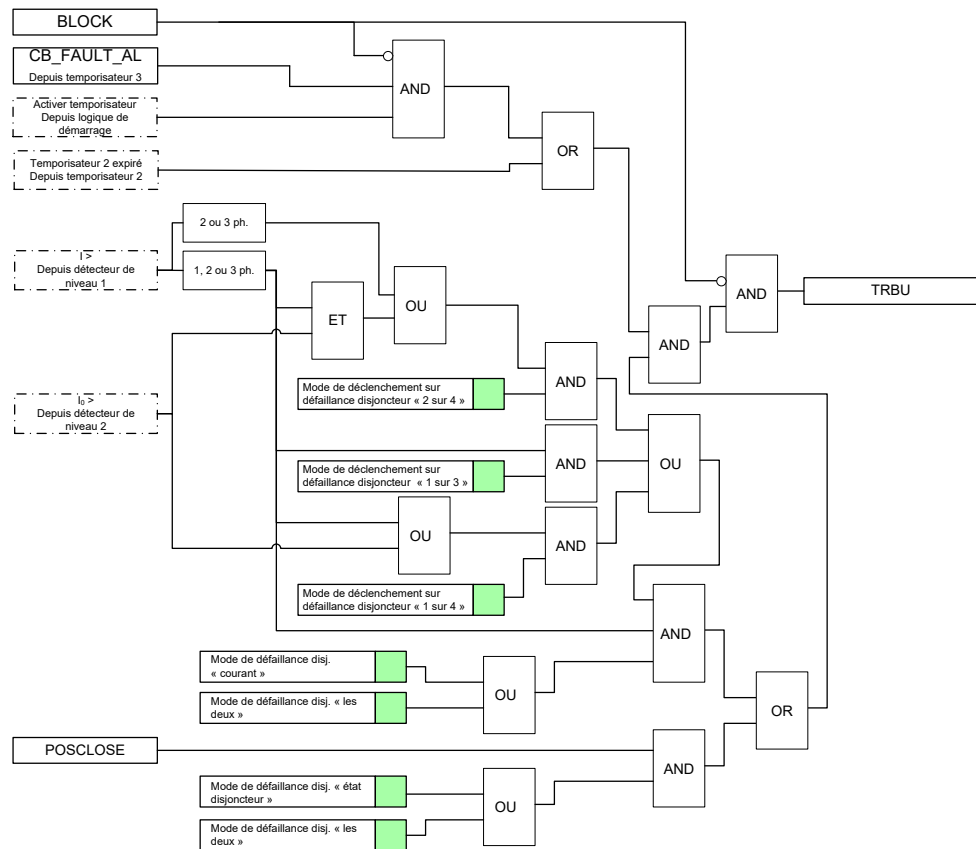 BLOCK
CB_FAULT_AL
Depuis temporisateur 3
AND
Activer temporisateur
Depuis logique de
démarrage
OR
Temporisateur 2 expiré
Depuis temporisateur 2
2 ou 3 ph.
I >
Depuis détecteur de
niveau 1
1, 2 ou 3 ph.
AND
TRBU
OU
ET
AND
AND
Mode de déclenchement sur
défaillance disjoncteur « 2 sur 4 »
I₀ >
Depuis détecteur de
niveau 2
AND
OU
Mode de déclenchement sur
défaillance disjoncteur « 1 sur 3 »
OU
AND
Mode de déclenchement sur
défaillance disjoncteur « 1 sur 4 »
AND
Mode de défaillance disj.
« courant »
OU
Mode de défaillance disj. « les
deux »
OR
POSCLOSE
AND
Mode de défaillance disj. « état
disjoncteur »
OU
Mode de défaillance disj. « les
deux »